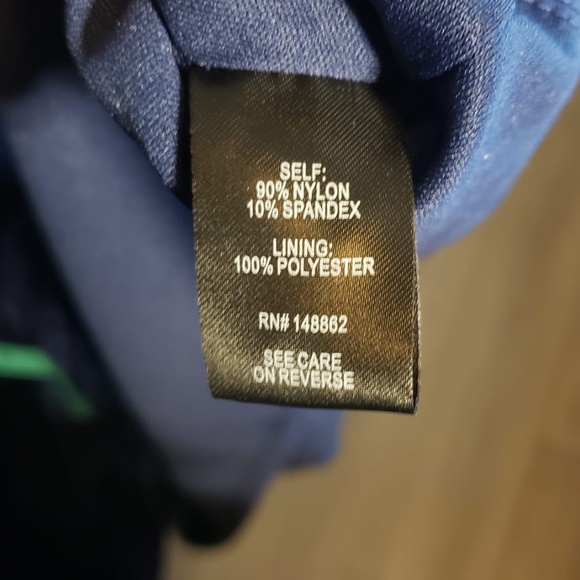 SELF:
90% NYLON
10% SPANDEX
LINING:
100% POLYESTER
RN# 148862
SEE CARE
ON REVERSE